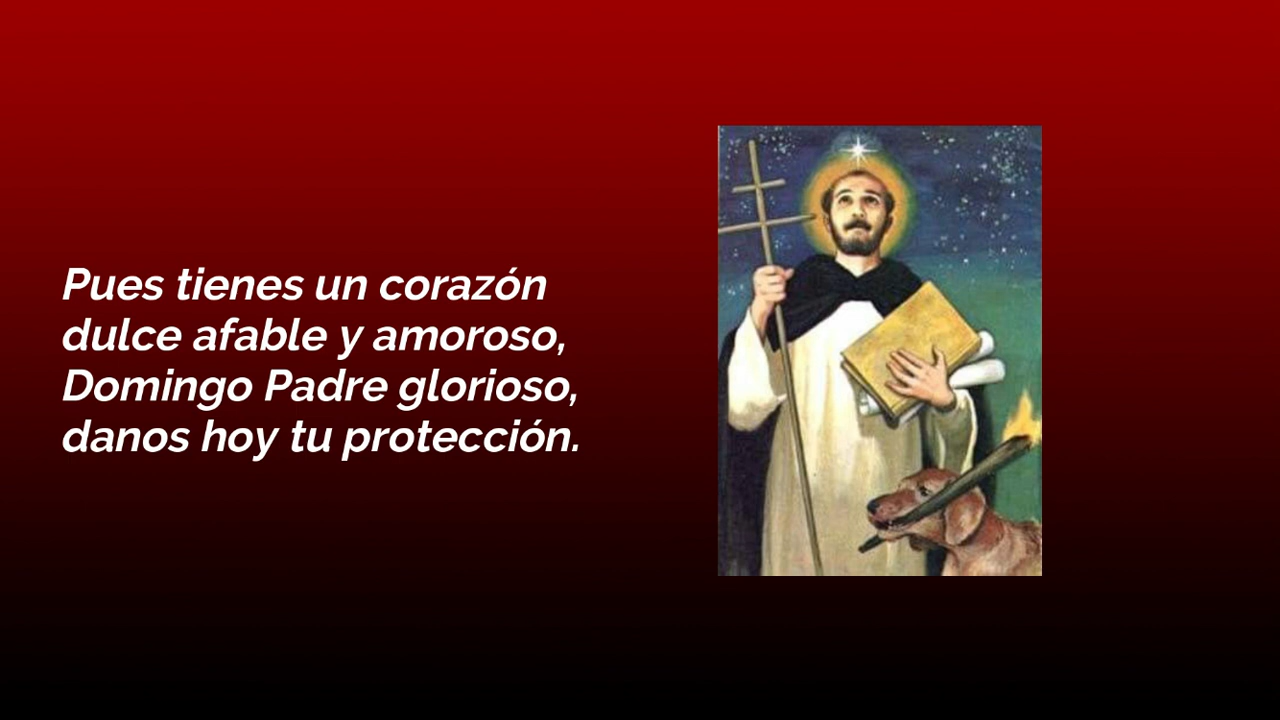 Pues tienes un corazón
dulce afable y amoroso,
Domingo Padre glorioso,
danos hoy tu protección.